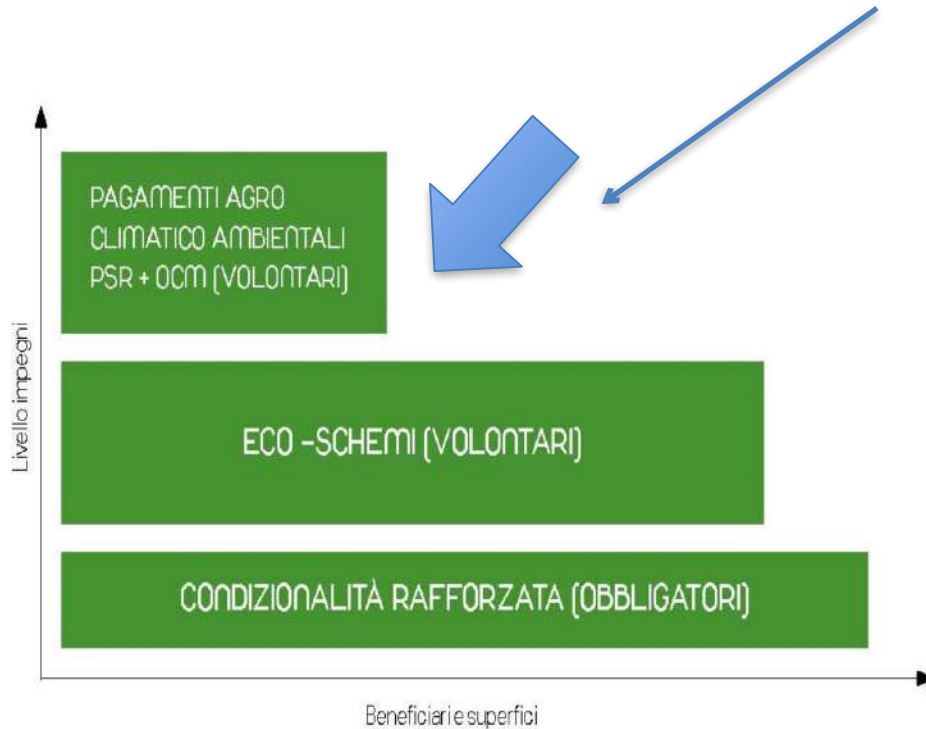 PAGAMENTI AGRO
CLIMATICO AMBIENTALI
PSR + OCM (VOLONTARI)
Livello impegni
ECO -SCHEMI (VOLONTARI)
CONDIZIONALITÀ RAFFORZATA (OBBLIGATORI)
Beneficiari e superfici